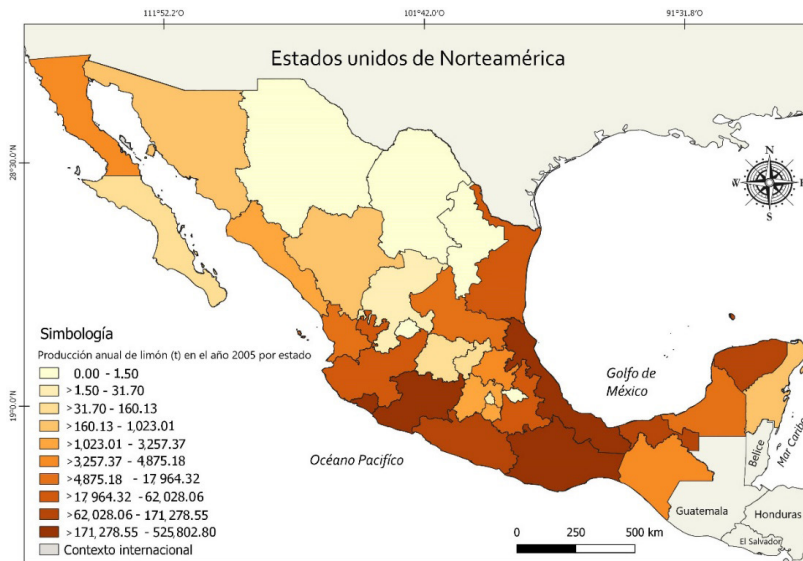 111°52.2'O
101°42.0'O
91°31.8'O
Estados unidos de Norteamérica
28°30.0'N
N
W
E
S
Simbología
Producción anual de limón (t) en el año 2005 por estado
0.00 - 1.50
>1.50 - 31.70
>31.70 - 160.13
>160.13 - 1,023.01
>1,023.01 - 3,257.37
>3,257.37 - 4,875.18
>4,875.18 - 17 964.32
>17 964.32 - 62,028.06
>62,028.06 - 171,278.55
>171,278.55 - 525,802.80
Contexto internacional
19°0.0'N
Golfo de
México
Océano Pacifíco
Belice
Mar Caribe
Guatemala
Honduras
El Salvador
0 250 500 km